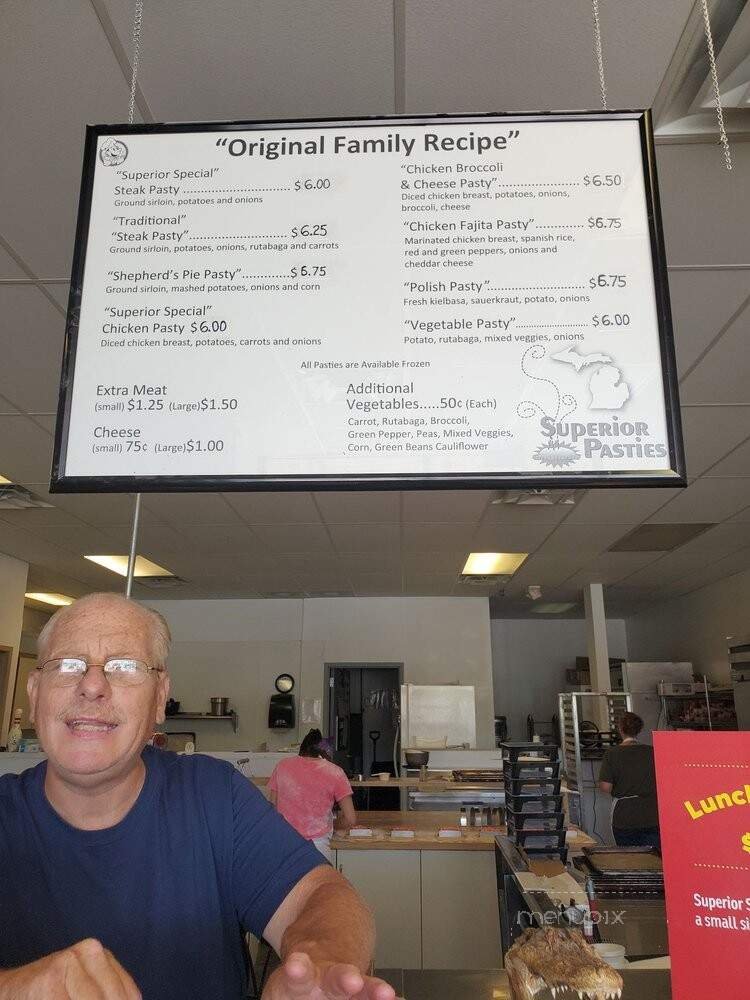 "Original Family Recipe"
"Superior Special"
Steak Pasty ............................... $6.00
Ground sirloin, potatoes and onions
"Traditional"
"Steak Pasty"............................. $6.25
Ground sirloin, potatoes, onions, rutabaga and carrots
"Shepherd's Pie Pasty".............$6.75
Ground sirloin, mashed potatoes, onions and corn
"Superior Special"
Chicken Pasty $6.00
Diced chicken breast, potatoes, carrots and onions
"Chicken Broccoli
& Cheese Pasty"....................... $6.50
Diced chicken breast, potatoes, onions,
broccoli, cheese
"Chicken Fajita Pasty"............. $6.75
Marinated chicken breast, spanish rice,
red and green peppers, onions and
cheddar cheese
"Polish Pasty"............................ $6.75
Fresh kielbasa, sauerkraut, potato, onions
"Vegetable Pasty"........................ $6.00
Potato, rutabaga, mixed veggies, onions
All Pasties are Available Frozen
Extra Meat
(small) $1.25 (Large)$1.50
Cheese
(small) 75¢ (Large)$1.00
Additional
Vegetables.....50¢ (Each)
Carrot, Rutabaga, Broccoli,
Green Pepper, Peas, Mixed Veggies,
Corn, Green Beans Cauliflower
Superior
Pasties
Lunch
$
Superior S
a small si
menupix